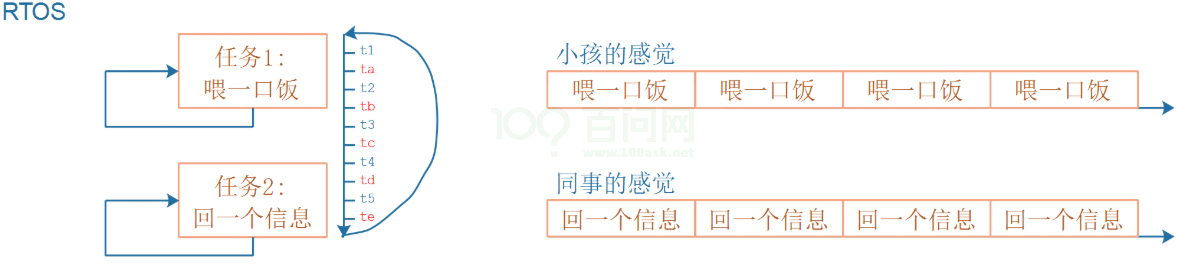 RTOS
任务1:
喂一口饭
任务2:
回一个信息
t1
ta
t2
tb
t3
tc
t4
td
t5
te
小孩的感觉
喂一口饭 喂一口饭 喂一口饭 喂一口饭
100? 百问网
www.100ask.net
同事的感觉
回一个信息 回一个信息 回一个信息 回一个信息